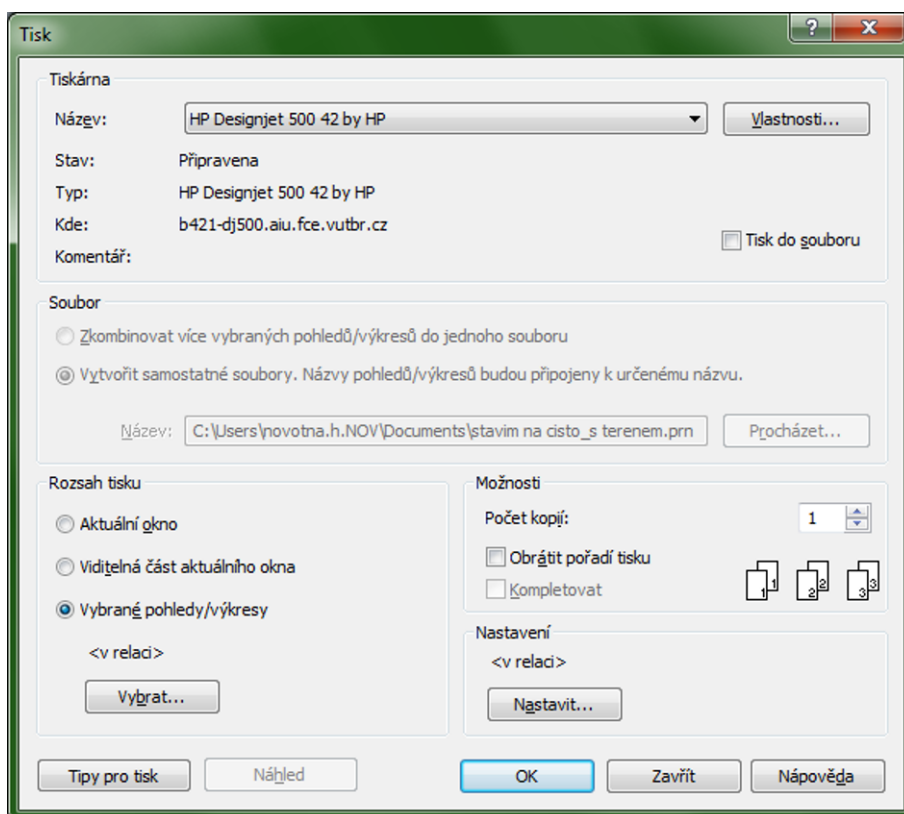 Tisk
Tiskárna
Název: HP Designjet 500 42 by HP Vlastnosti...
Stav: Připravena
Typ: HP Designjet 500 42 by HP
Kde: b421-dj500.aiu.fce.vutbr.cz
Tisk do souboru
Komentář:
Soubor
Zkombinovat více vybraných pohledů/výkresů do jednoho souboru
Vytvořit samostatné soubory. Názvy pohledů/výkresů budou připojeny k určenému názvu.
Název: C:\Users\novotna.h.NOV\Documents\stavim na cisto_s terenem.prn Procházet...
Rozsah tisku
Aktuální okno
Viditelná část aktuálního okna
Vybrané pohledy/výkresy
<v relaci>
Vybrat...
Možnosti
Počet kopií: 1
Obrátit pořadí tisku
Kompletovat
1 1 2 2 3 3
Nastavení
<v relaci>
Nastavit...
Tipy pro tisk Náhled OK Zavřít Nápověda